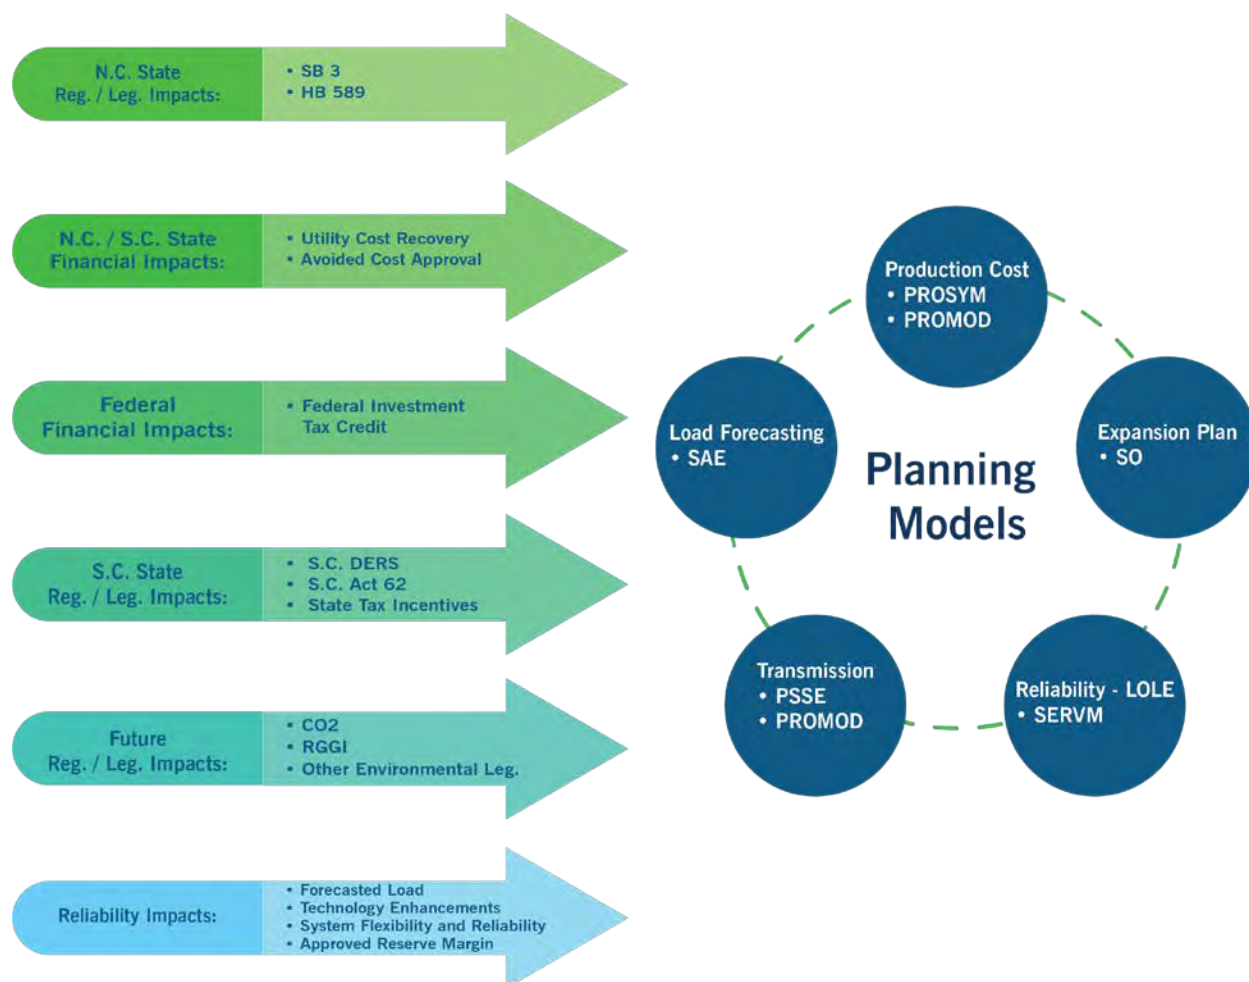 N.C. State
Reg. / Leg. Impacts:
• SB 3
• HB 589
N.C. / S.C. State
Financial Impacts:
• Utility Cost Recovery
• Avoided Cost Approval
Federal
Financial Impacts:
• Federal Investment
Tax Credit
S.C. State
Reg. / Leg. Impacts:
• S.C. DERS
• S.C. Act 62
• State Tax Incentives
Future
Reg. / Leg. Impacts:
• CO2
• RGGI
• Other Environmental Leg.
Reliability Impacts:
• Forecasted Load
• Technology Enhancements
• System Flexibility and Reliability
• Approved Reserve Margin
Production Cost
• PROSYM
• PROMOD
Load Forecasting
• SAE
Expansion Plan
• SO
Planning
Models
Transmission
• PSSE
• PROMOD
Reliability - LOLE
• SERVM